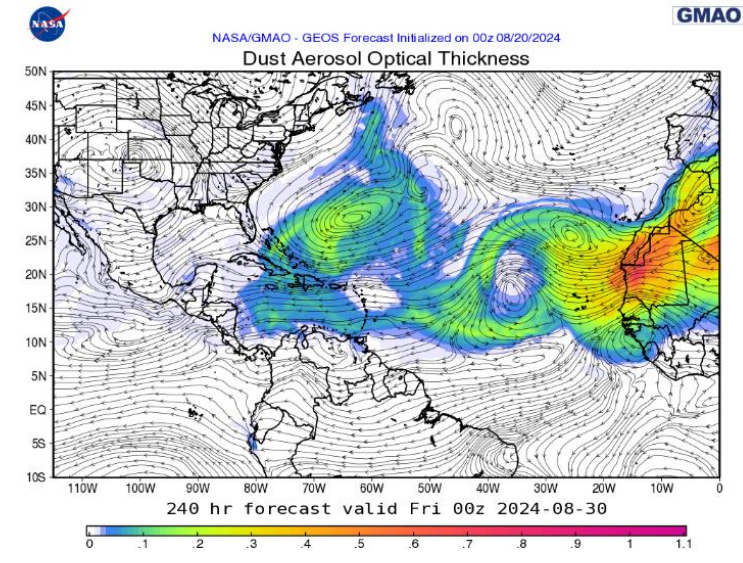 NASA
GMAO
NASA/GMAO - GEOS Forecast Initialized on 00z 08/20/2024
Dust Aerosol Optical Thickness
50N
45N
40N
35N
30N
25N
20N
15N
10N
5N
EQ
5S
10S
110W 100W 90W 80W 70W 60W 50W 40W 30W 20W 10W 0
240 hr forecast valid Fri 00z 2024-08-30
0 .1 .2 .3 .4 .5 .6 .7 .8 .9 1 1.1